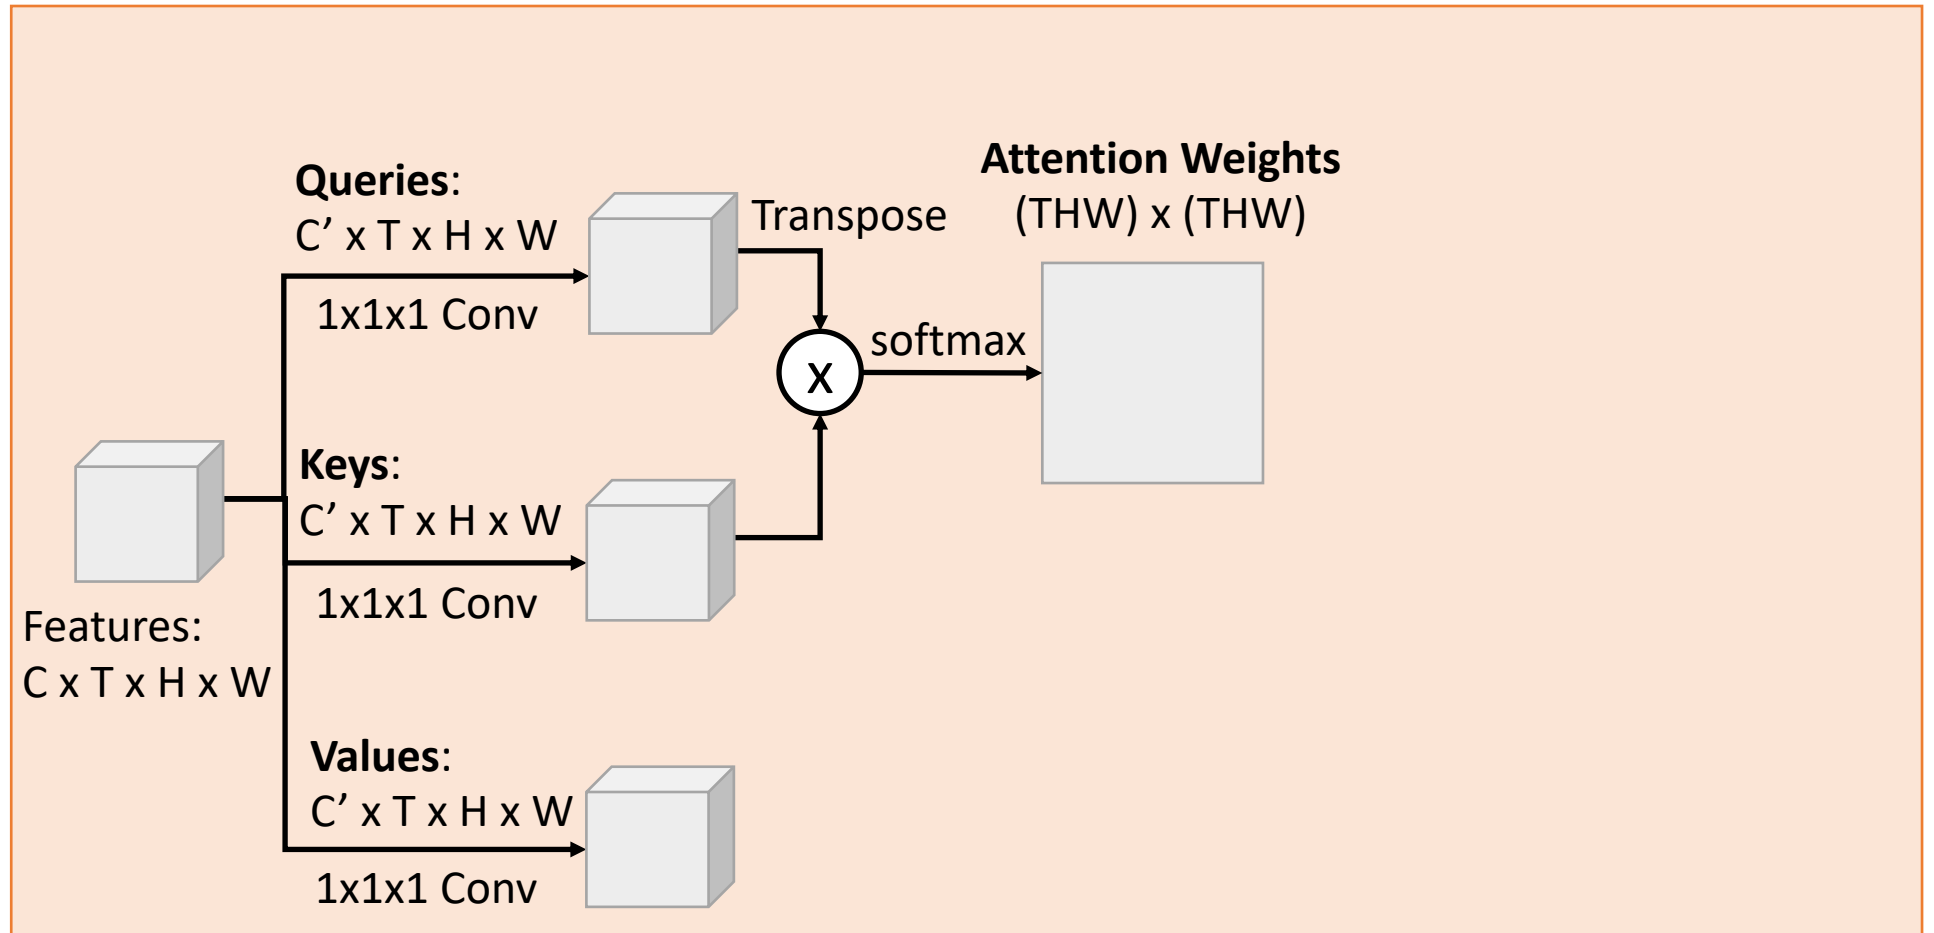 Queries:
C’ x T x H x W
1x1x1 Conv
Transpose
Attention Weights
(THW) x (THW)
x
softmax
Keys:
C’ x T x H x W
1x1x1 Conv
Features:
C x T x H x W
Values:
C’ x T x H x W
1x1x1 Conv